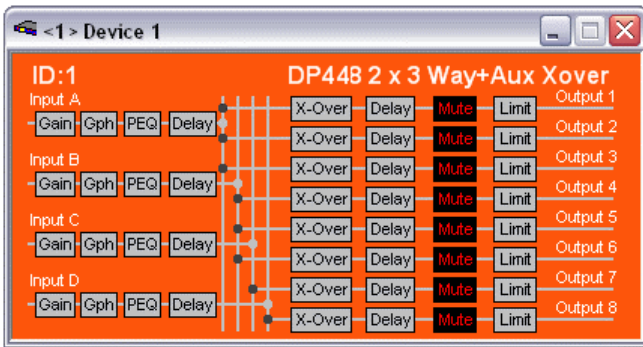 <1> Device 1
ID:1 DP448 2 x 3 Way+Aux Xover
Input A
Gain Gph PEQ Delay
Input B
Gain Gph PEQ Delay
Input C
Gain Gph PEQ Delay
Input D
Gain Gph PEQ Delay
X-Over Delay Mute Limit Output 1
X-Over Delay Mute Limit Output 2
X-Over Delay Mute Limit Output 3
X-Over Delay Mute Limit Output 4
X-Over Delay Mute Limit Output 5
X-Over Delay Mute Limit Output 6
X-Over Delay Mute Limit Output 7
X-Over Delay Mute Limit Output 8